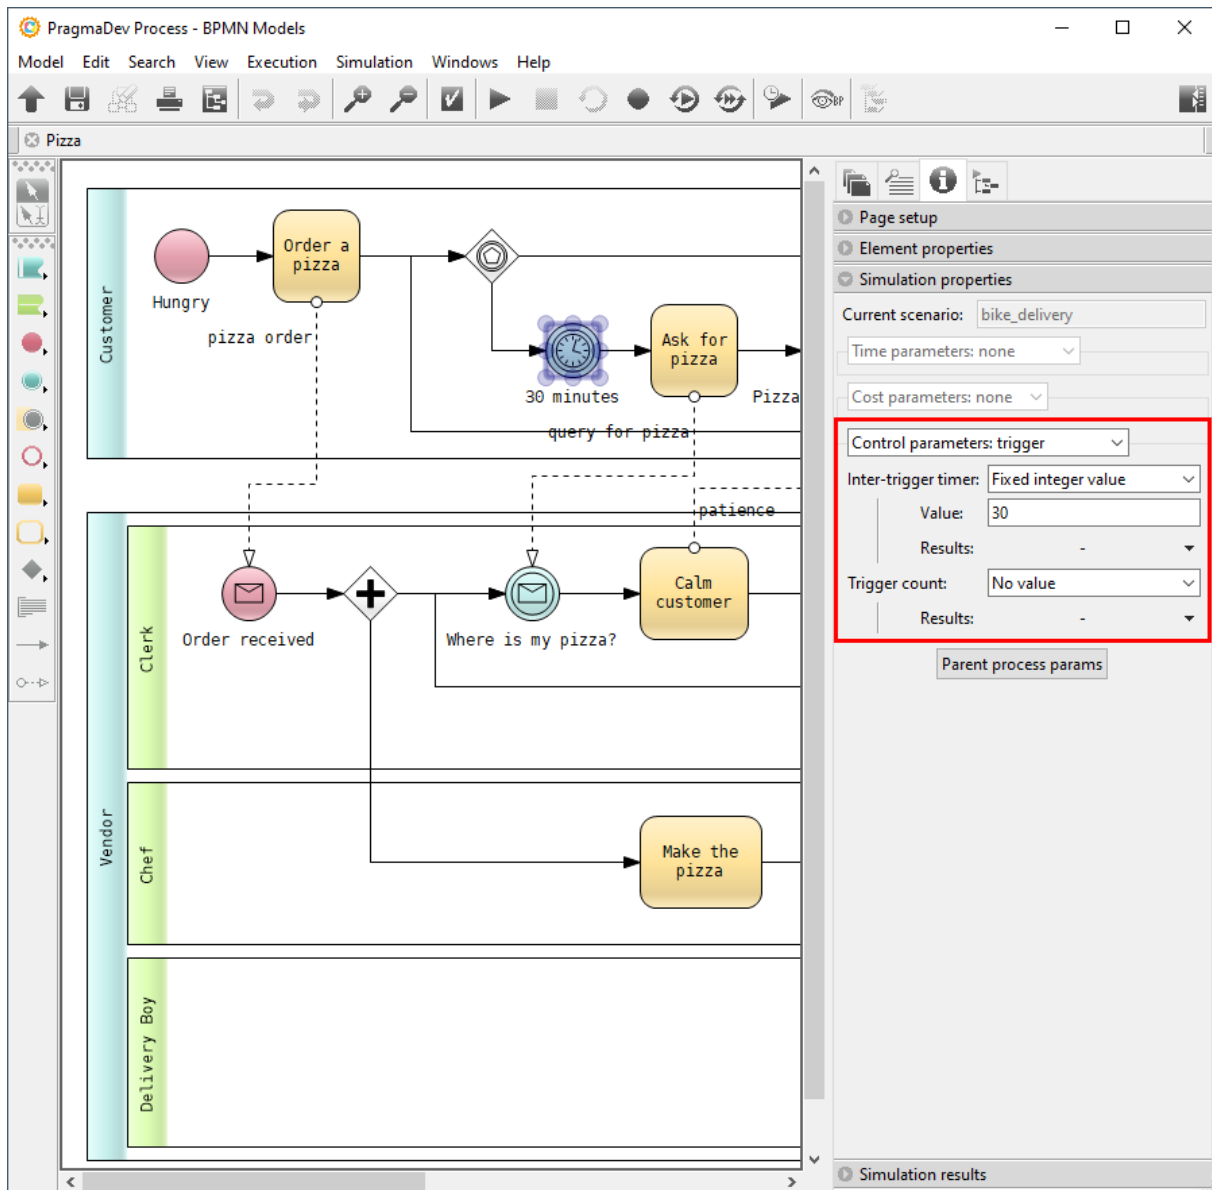 PragmaDev Process - BPMN Models
Model Edit Search View Execution Simulation Windows Help
BP
Pizza
Customer
Hungry
Order a
pizza
pizza order
30 minutes
Ask for
pizza
Pizza
query for pizza
patience
Vendor
Clerk
Order received
Where is my pizza?
Calm
customer
Chef
Make the
pizza
Delivery Boy
Page setup
Element properties
Simulation properties
Current scenario: bike_delivery
Time parameters: none
Cost parameters: none
Control parameters: trigger
Inter-trigger timer: Fixed integer value
Value: 30
Results: -
Trigger count: No value
Results: -
Parent process params
Simulation results